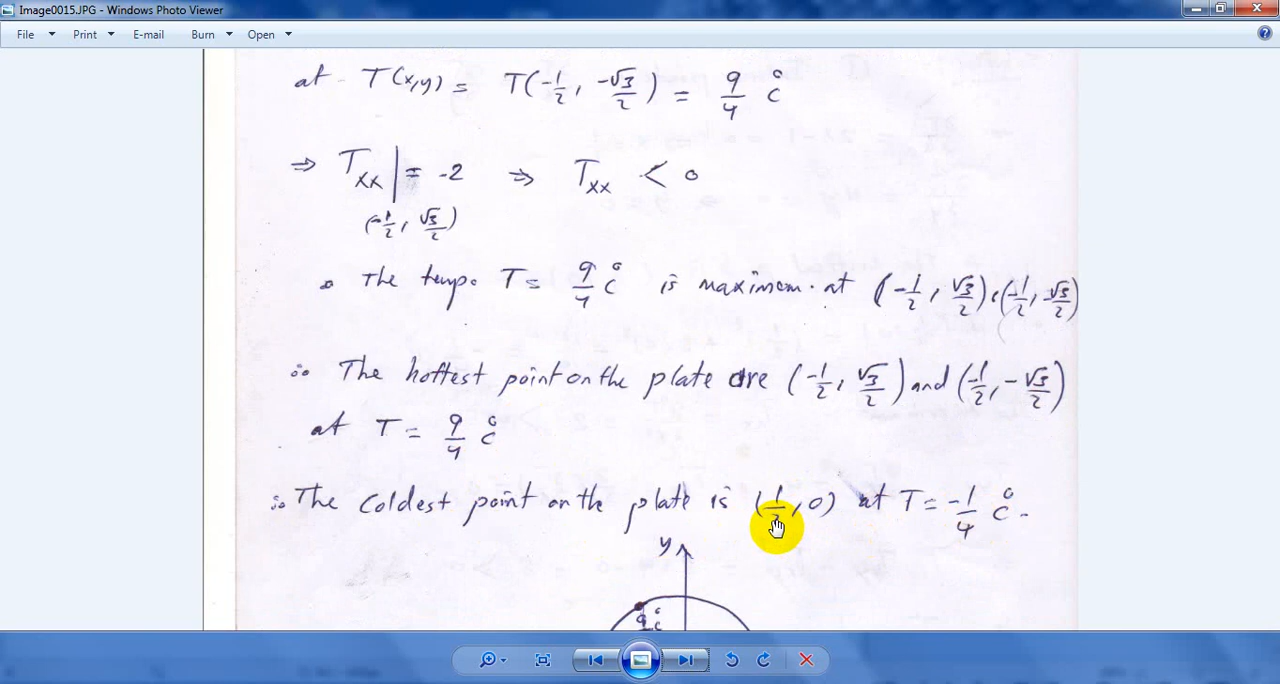 Image0015.JPG - Windows Photo Viewer
File Print E-mail Burn Open
at T(x,y) = T(-1/2, -√3/2) = 9/4 °C
⇒ Txx| = -2 ⇒ Txx < 0
(-1/2, √3/2)
∴ The temp. T = 9/4 °C is maximum. at (-1/2, √3/2), (-1/2, -√3/2)
∴ The hottest point on the plate are (-1/2, √3/2) and (-1/2, -√3/2)
at T = 9/4 °C
∴ The coldest point on the plate is (1/2, 0) at T = -1/4 °C.
y
9 °C